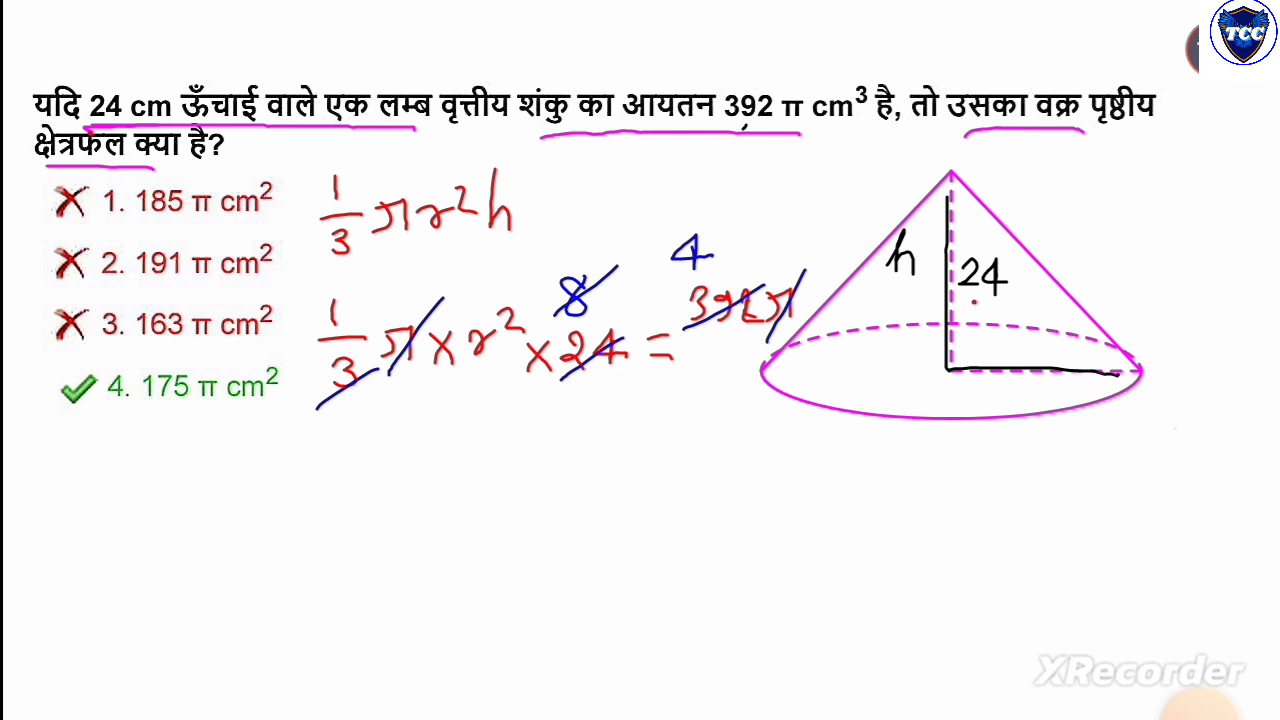 TCC
यदि 24 cm ऊँचाई वाले एक लम्ब वृत्तीय शंकु का आयतन 392 π cm³ है, तो उसका वक्र पृष्ठीय
क्षेत्रफल क्या है?
1. 185 π cm²
2. 191 π cm²
3. 163 π cm²
4. 175 π cm²
1/3 πr²h
8
4
1/3 π × r² × 24 = 392π
h
24
XRecorder